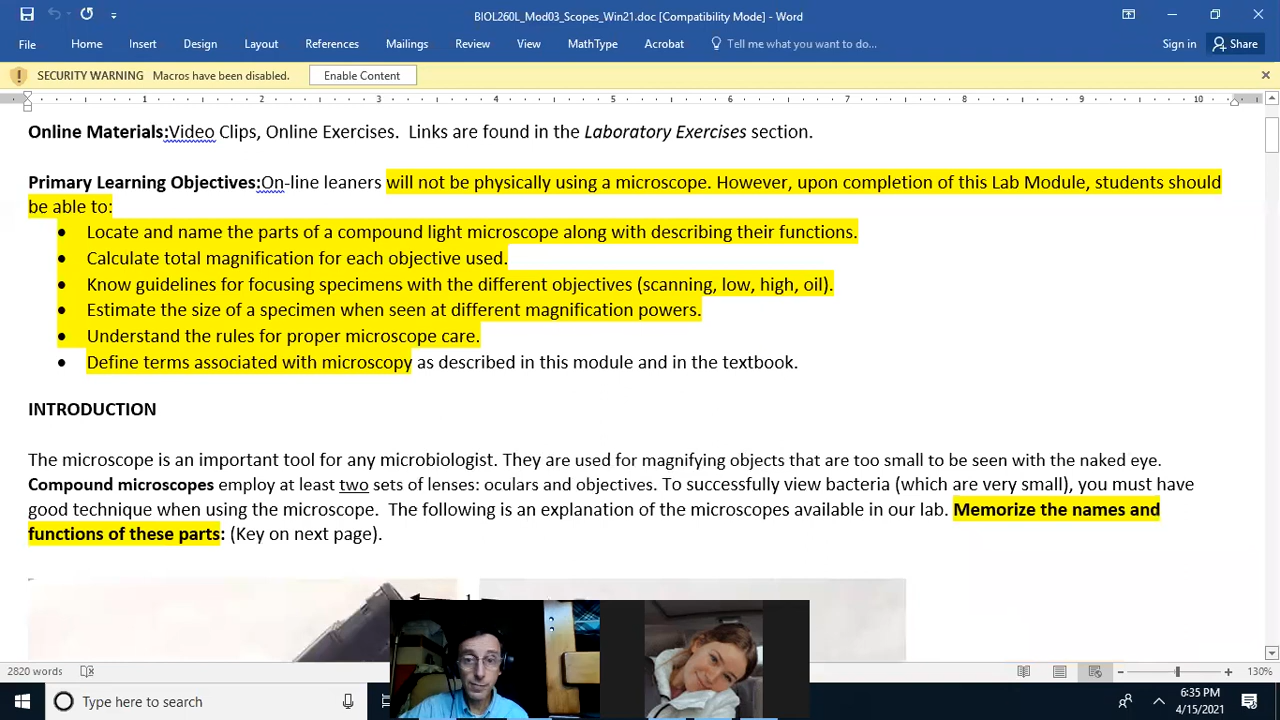 BIOL260L_Mod03_Scopes_Win21.doc [Compatibility Mode] - Word
File Home Insert Design Layout References Mailings Review View MathType Acrobat Tell me what you want to do... Sign in Share
SECURITY WARNING Macros have been disabled. Enable Content
1 2 3 4 5 6 7 8 9 10
Online Materials:Video Clips, Online Exercises. Links are found in the Laboratory Exercises section.
Primary Learning Objectives:On-line leaners will not be physically using a microscope. However, upon completion of this Lab Module, students should
be able to:
• Locate and name the parts of a compound light microscope along with describing their functions.
• Calculate total magnification for each objective used.
• Know guidelines for focusing specimens with the different objectives (scanning, low, high, oil).
• Estimate the size of a specimen when seen at different magnification powers.
• Understand the rules for proper microscope care.
• Define terms associated with microscopy as described in this module and in the textbook.
INTRODUCTION
The microscope is an important tool for any microbiologist. They are used for magnifying objects that are too small to be seen with the naked eye.
Compound microscopes employ at least two sets of lenses: oculars and objectives. To successfully view bacteria (which are very small), you must have
good technique when using the microscope. The following is an explanation of the microscopes available in our lab. Memorize the names and
functions of these parts: (Key on next page).
2820 words 130%
Type here to search
6:35 PM
4/15/2021